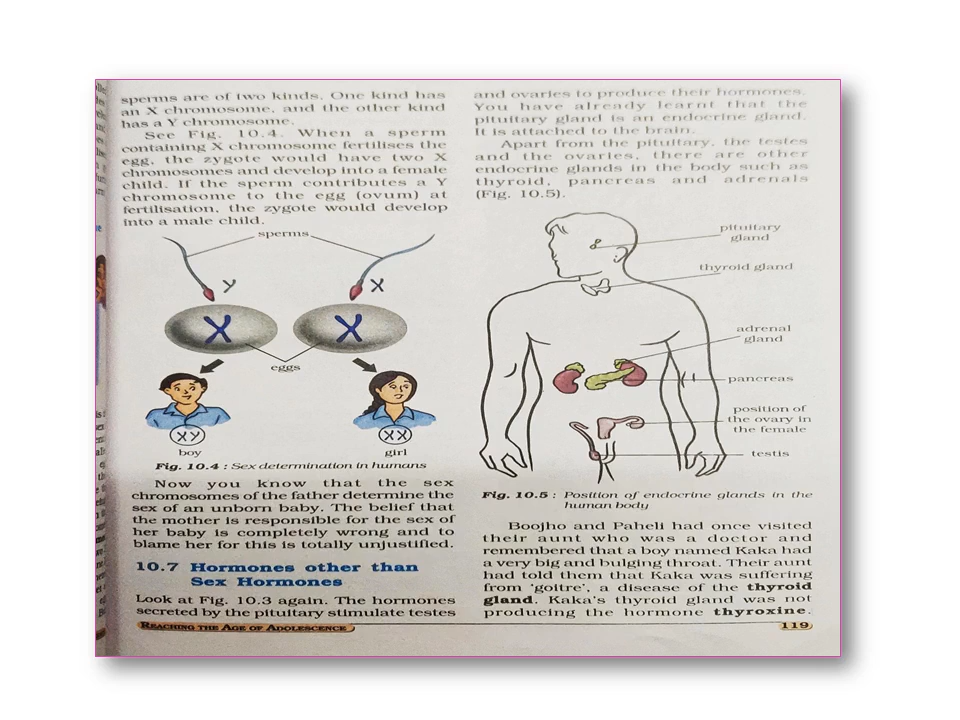 sperms are of two kinds. One kind has
an X chromosome, and the other kind
has a Y chromosome.
See Fig. 10.4. When a sperm
containing X chromosome fertilises the
egg, the zygote would have two X
chromosomes and develop into a female
child. If the sperm contributes a Y
chromosome to the egg (ovum) at
fertilisation, the zygote would develop
into a male child.
sperms
Y
X
X
X
eggs
XY
XX
boy
girl
Fig. 10.4 : Sex determination in humans
Now you know that the sex
chromosomes of the father determine the
sex of an unborn baby. The belief that
the mother is responsible for the sex of
her baby is completely wrong and to
blame her for this is totally unjustified.
10.7 Hormones other than
Sex Hormones
Look at Fig. 10.3 again. The hormones
secreted by the pituitary stimulate testes
REACHING THE AGE OF ADOLESCENCE
and ovaries to produce their hormones.
You have already learnt that the
pituitary gland is an endocrine gland.
It is attached to the brain.
Apart from the pituitary, the testes
and the ovaries, there are other
endocrine glands in the body such as
thyroid, pancreas and adrenals
(Fig. 10.5).
pituitary
gland
thyroid gland
adrenal
gland
pancreas
position of
the ovary in
the female
testis
Fig. 10.5 : Position of endocrine glands in the
human body
Boojho and Paheli had once visited
their aunt who was a doctor and
remembered that a boy named Kaka had
a very big and bulging throat. Their aunt
had told them that Kaka was suffering
from 'goitre', a disease of the thyroid
gland. Kaka's thyroid gland was not
producing the hormone thyroxine.
119